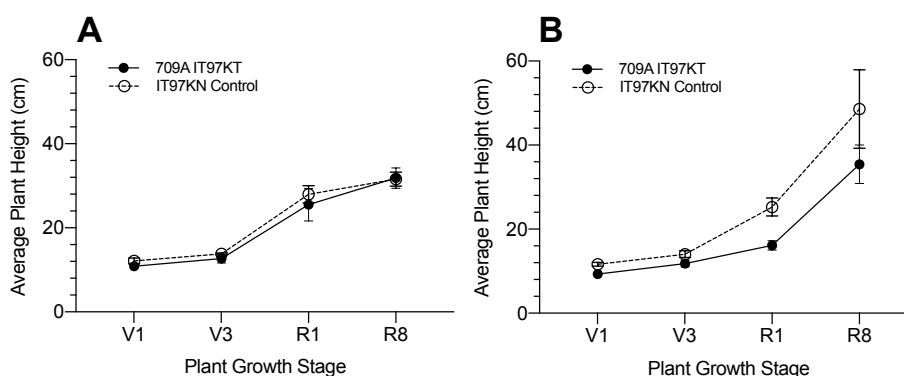 A
709A IT97KT
IT97KN Control
Average Plant Height (cm)
60
40
20
0
V1 V3 R1 R8
Plant Growth Stage
B
709A IT97KT
IT97KN Control
Average Plant Height (cm)
60
40
20
0
V1 V3 R1 R8
Plant Growth Stage